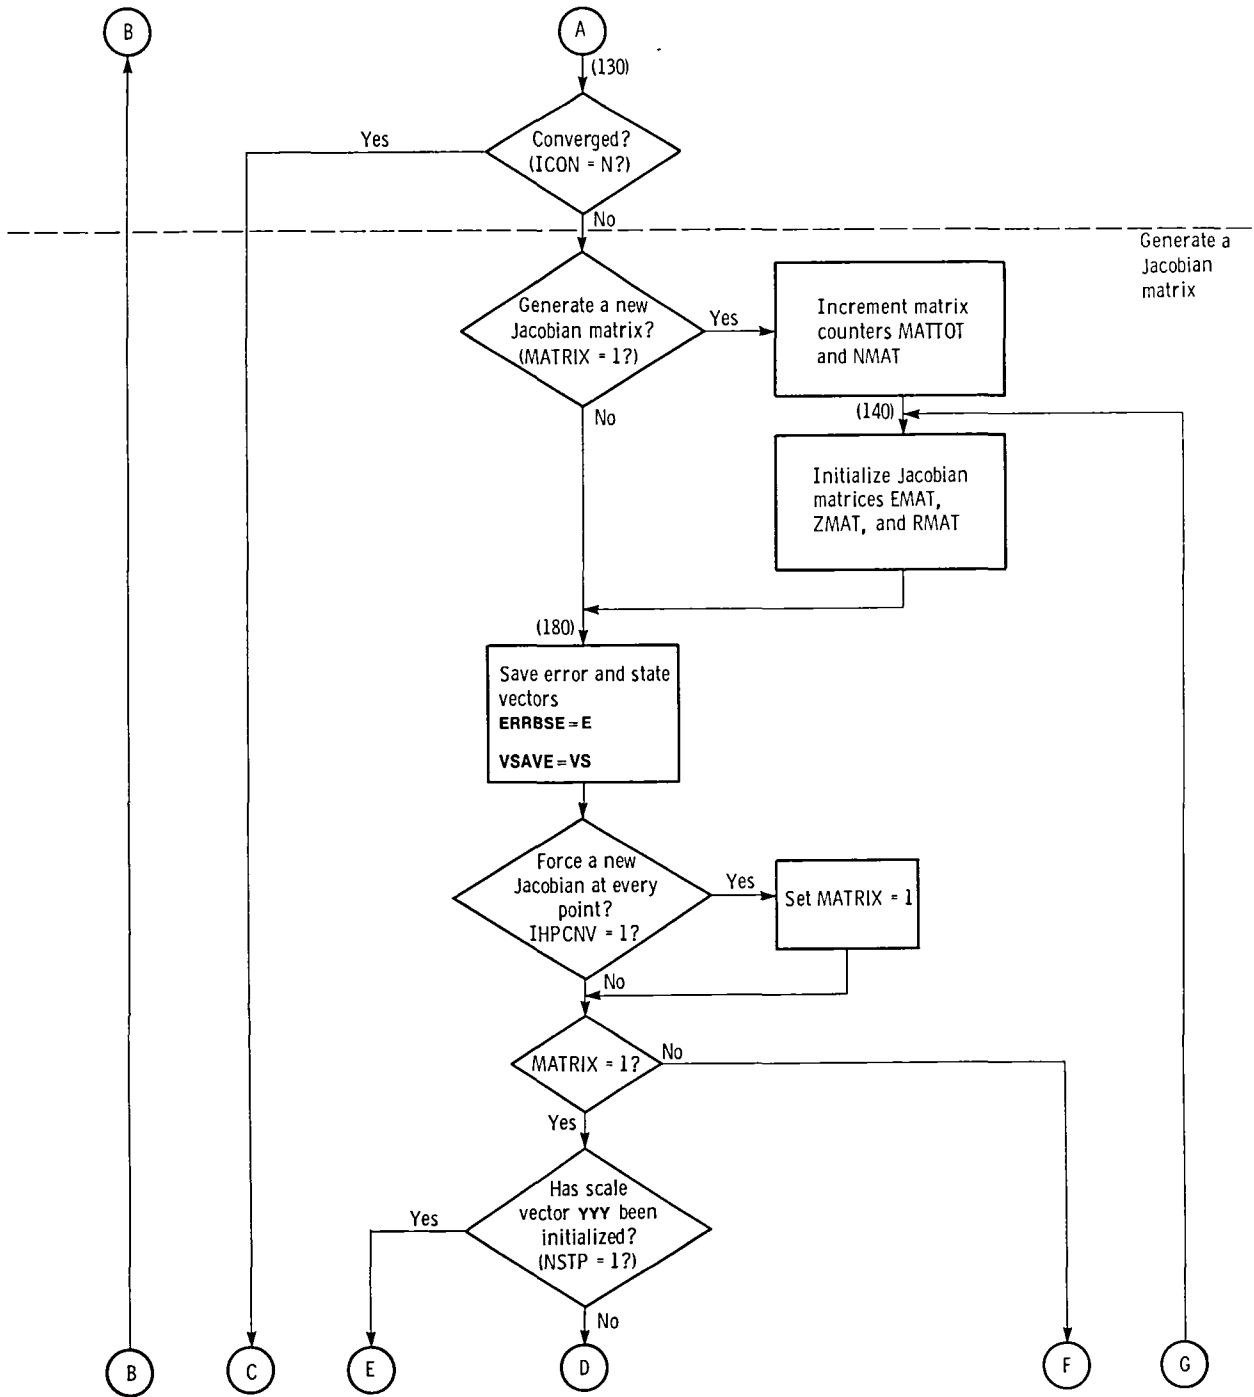 B
A
(130)
Yes
Converged?
(ICON = N?)
No
Generate a
Jacobian
matrix
Generate a new
Jacobian matrix?
(MATRIX = 1?)
Yes
Increment matrix
counters MATTOT
and NMAT
No
(140)
Initialize Jacobian
matrices EMAT,
ZMAT, and RMAT
(180)
Save error and state
vectors
ERRBSE = E
VSAVE = VS
Force a new
Jacobian at every
point?
IHPCNV = 1?
Yes
Set MATRIX = 1
No
MATRIX = 1?
No
Yes
Has scale
vector YYY been
initialized?
(NSTP = 1?)
Yes
No
B
C
E
D
F
G